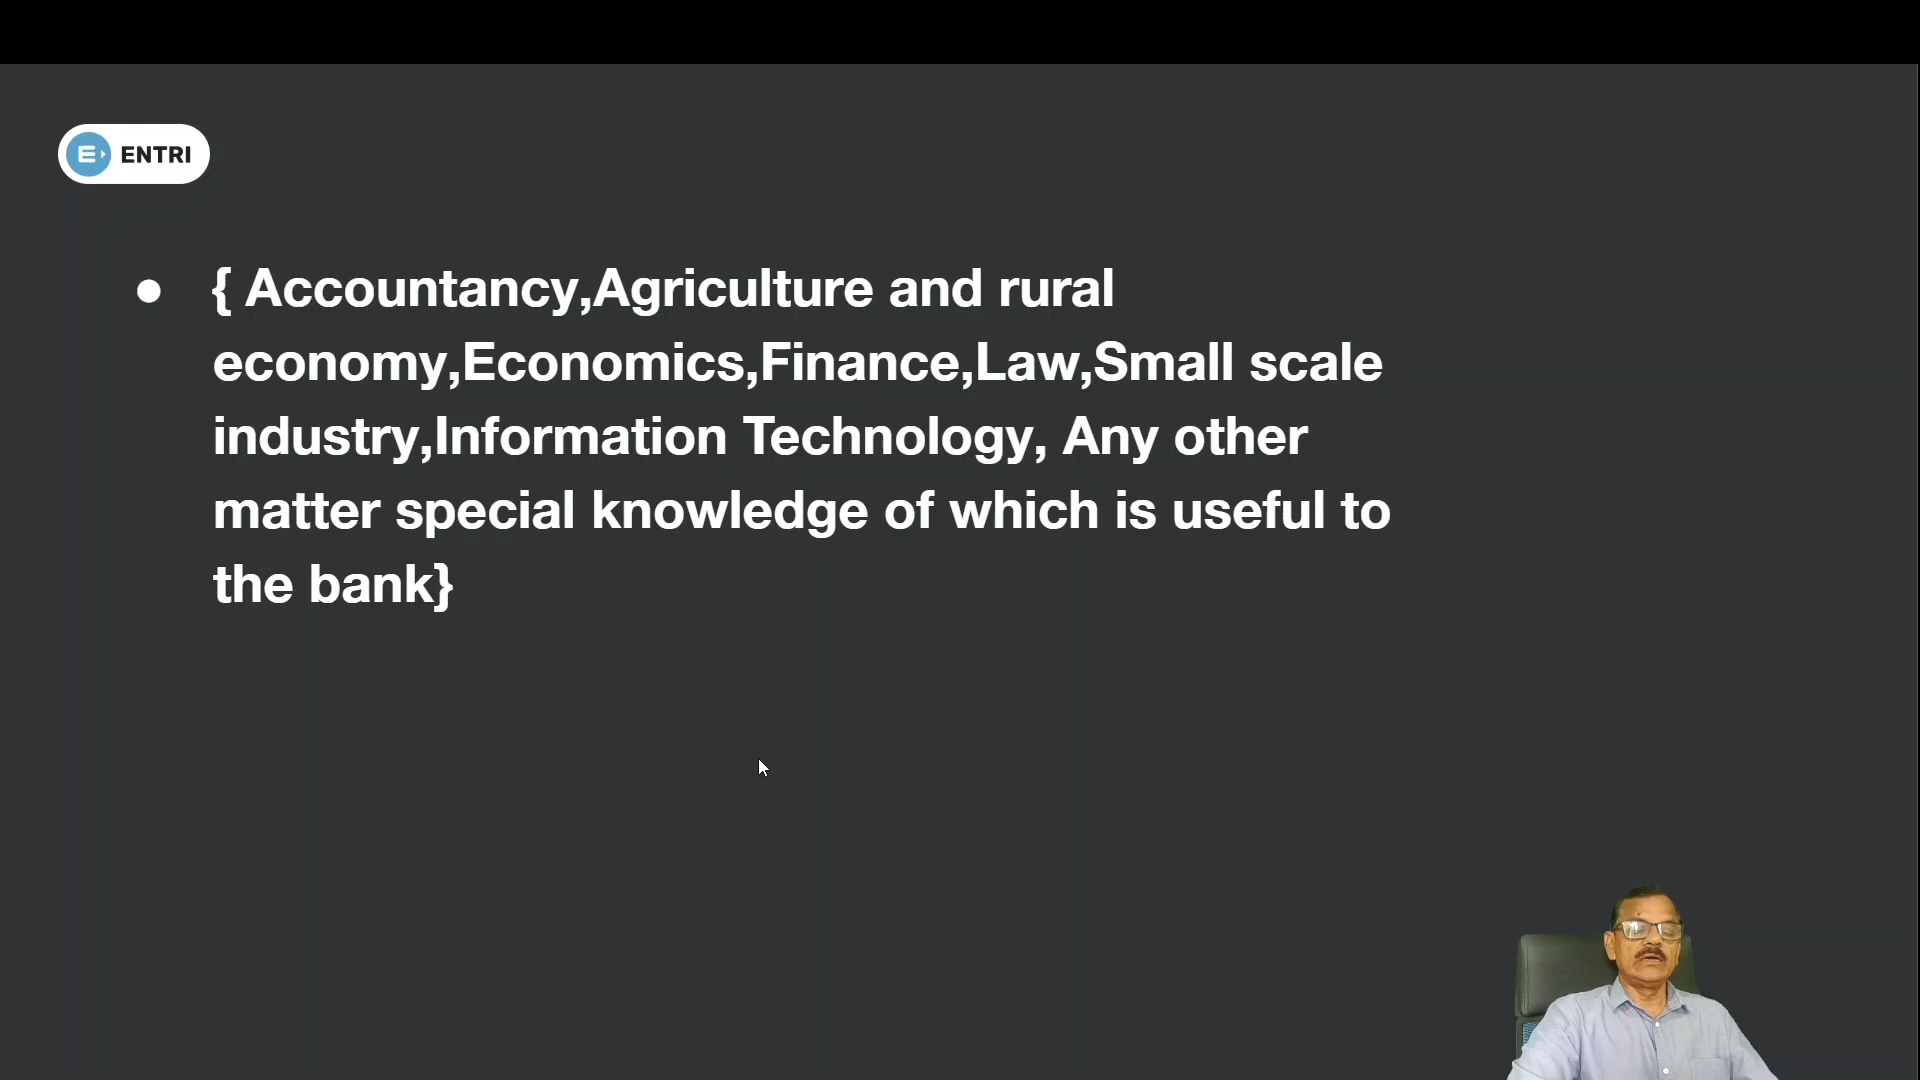 ENTRI
● { Accountancy,Agriculture and rural
economy,Economics,Finance,Law,Small scale
industry,Information Technology, Any other
matter special knowledge of which is useful to
the bank}